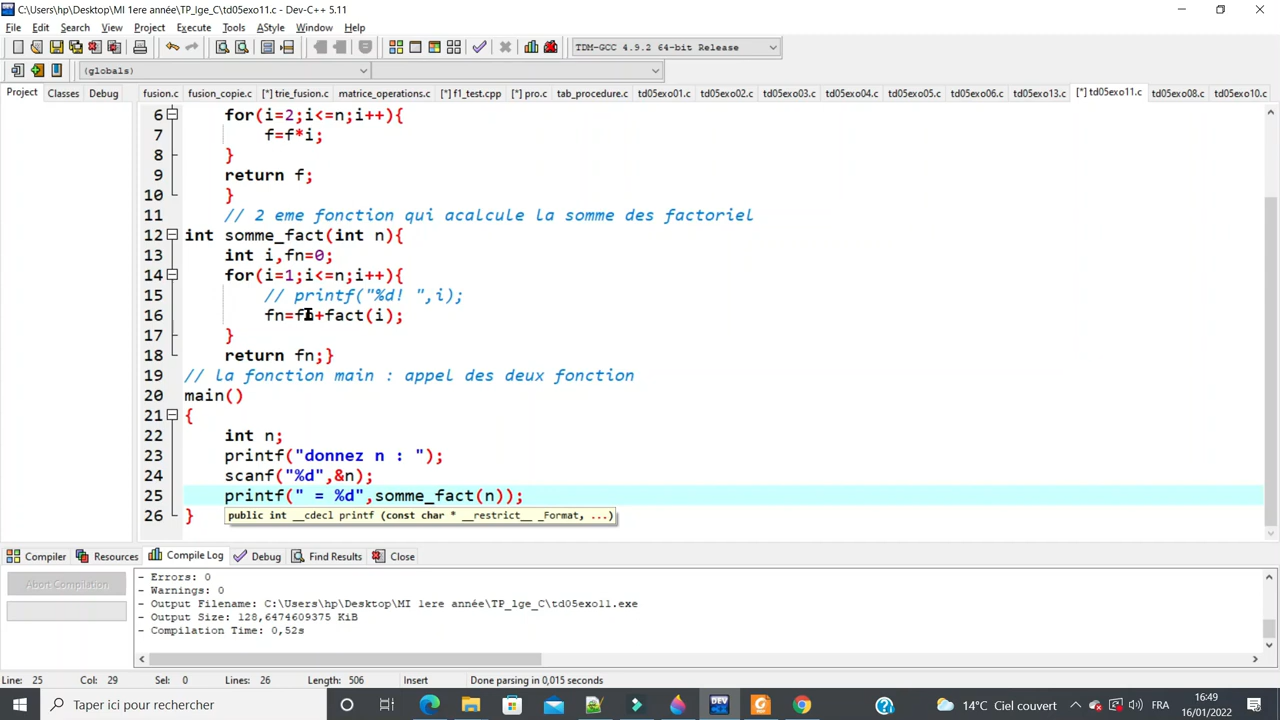 C:\Users\hp\Desktop\MI 1ere année\TP_lge_C\td05exo11.c - Dev-C++ 5.11
File Edit Search View Project Execute Tools AStyle Window Help
TDM-GCC 4.9.2 64-bit Release
(globals)
Project Classes Debug
fusion.c fusion_copie.c [*] trie_fusion.c matrice_operations.c [*] f1_test.cpp [*] pro.c tab_procedure.c td05exo01.c td05exo02.c td05exo03.c td05exo04.c td05exo05.c td05exo06.c td05exo13.c [*] td05exo11.c td05exo08.c td05exo10.c
6 for(i=2;i<=n;i++){
7 f=f*i;
8 }
9 return f;
10 }
11 // 2 eme fonction qui acalcule la somme des factoriel
12 int somme_fact(int n){
13 int i,fn=0;
14 for(i=1;i<=n;i++){
15 // printf("%d! ",i);
16 fn=fn+fact(i);
17 }
18 return fn;}
19 // la fonction main : appel des deux fonction
20 main()
21 {
22 int n;
23 printf("donnez n : ");
24 scanf("%d",&n);
25 printf(" = %d",somme_fact(n));
26 }
public int __cdecl printf (const char * __restrict__ _Format, ...)
Compiler Resources Compile Log Debug Find Results Close
Abort Compilation
- Errors: 0
- Warnings: 0
- Output Filename: C:\Users\hp\Desktop\MI 1ere année\TP_lge_C\td05exo11.exe
- Output Size: 128,6474609375 KiB
- Compilation Time: 0,52s
Line: 25 Col: 29 Sel: 0 Lines: 26 Length: 506 Insert Done parsing in 0,015 seconds
Taper ici pour rechercher
DEV
14°C Ciel couvert
FRA
16:49
16/01/2022